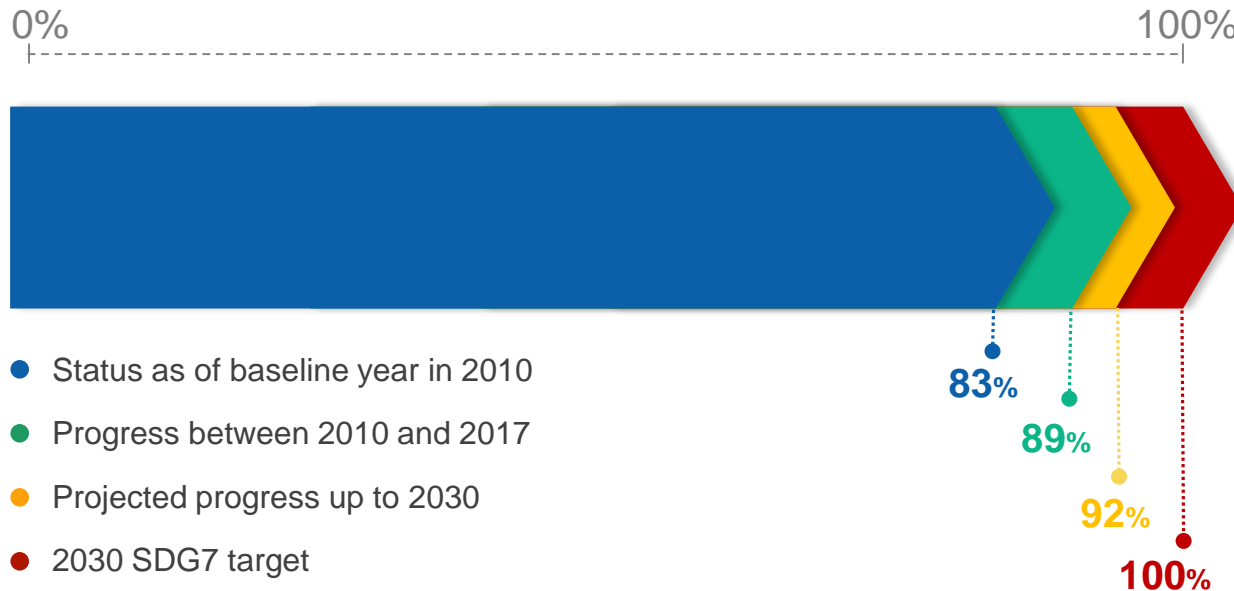 0%
100%
Status as of baseline year in 2010
83%
Progress between 2010 and 2017
89%
Projected progress up to 2030
92%
2030 SDG7 target
100%